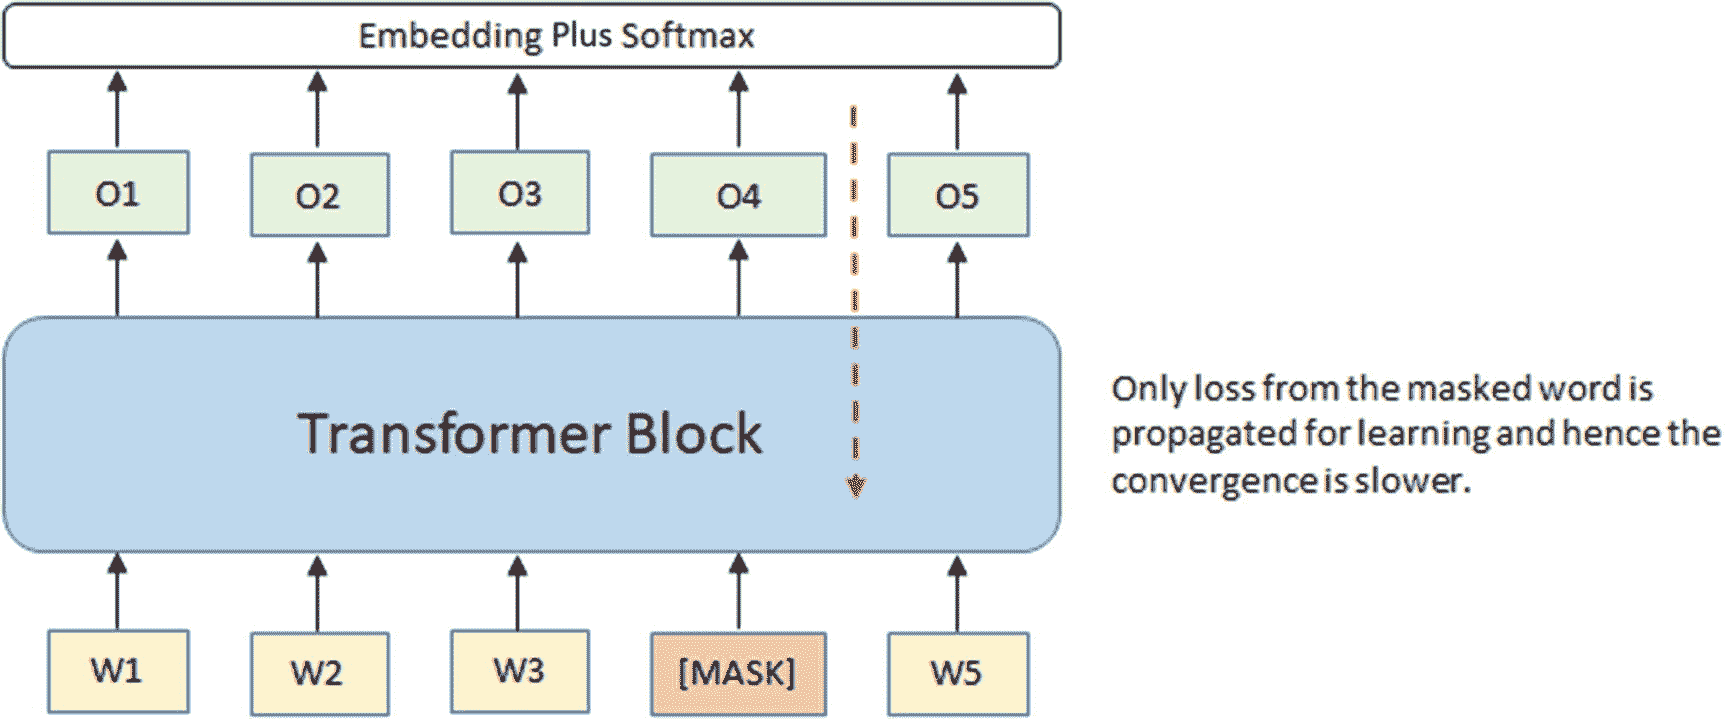 Embedding Plus Softmax
O1 O2 O3 O4 O5
Transformer Block
Only loss from the masked word is
propagated for learning and hence the
convergence is slower.
W1 W2 W3 [MASK] W5